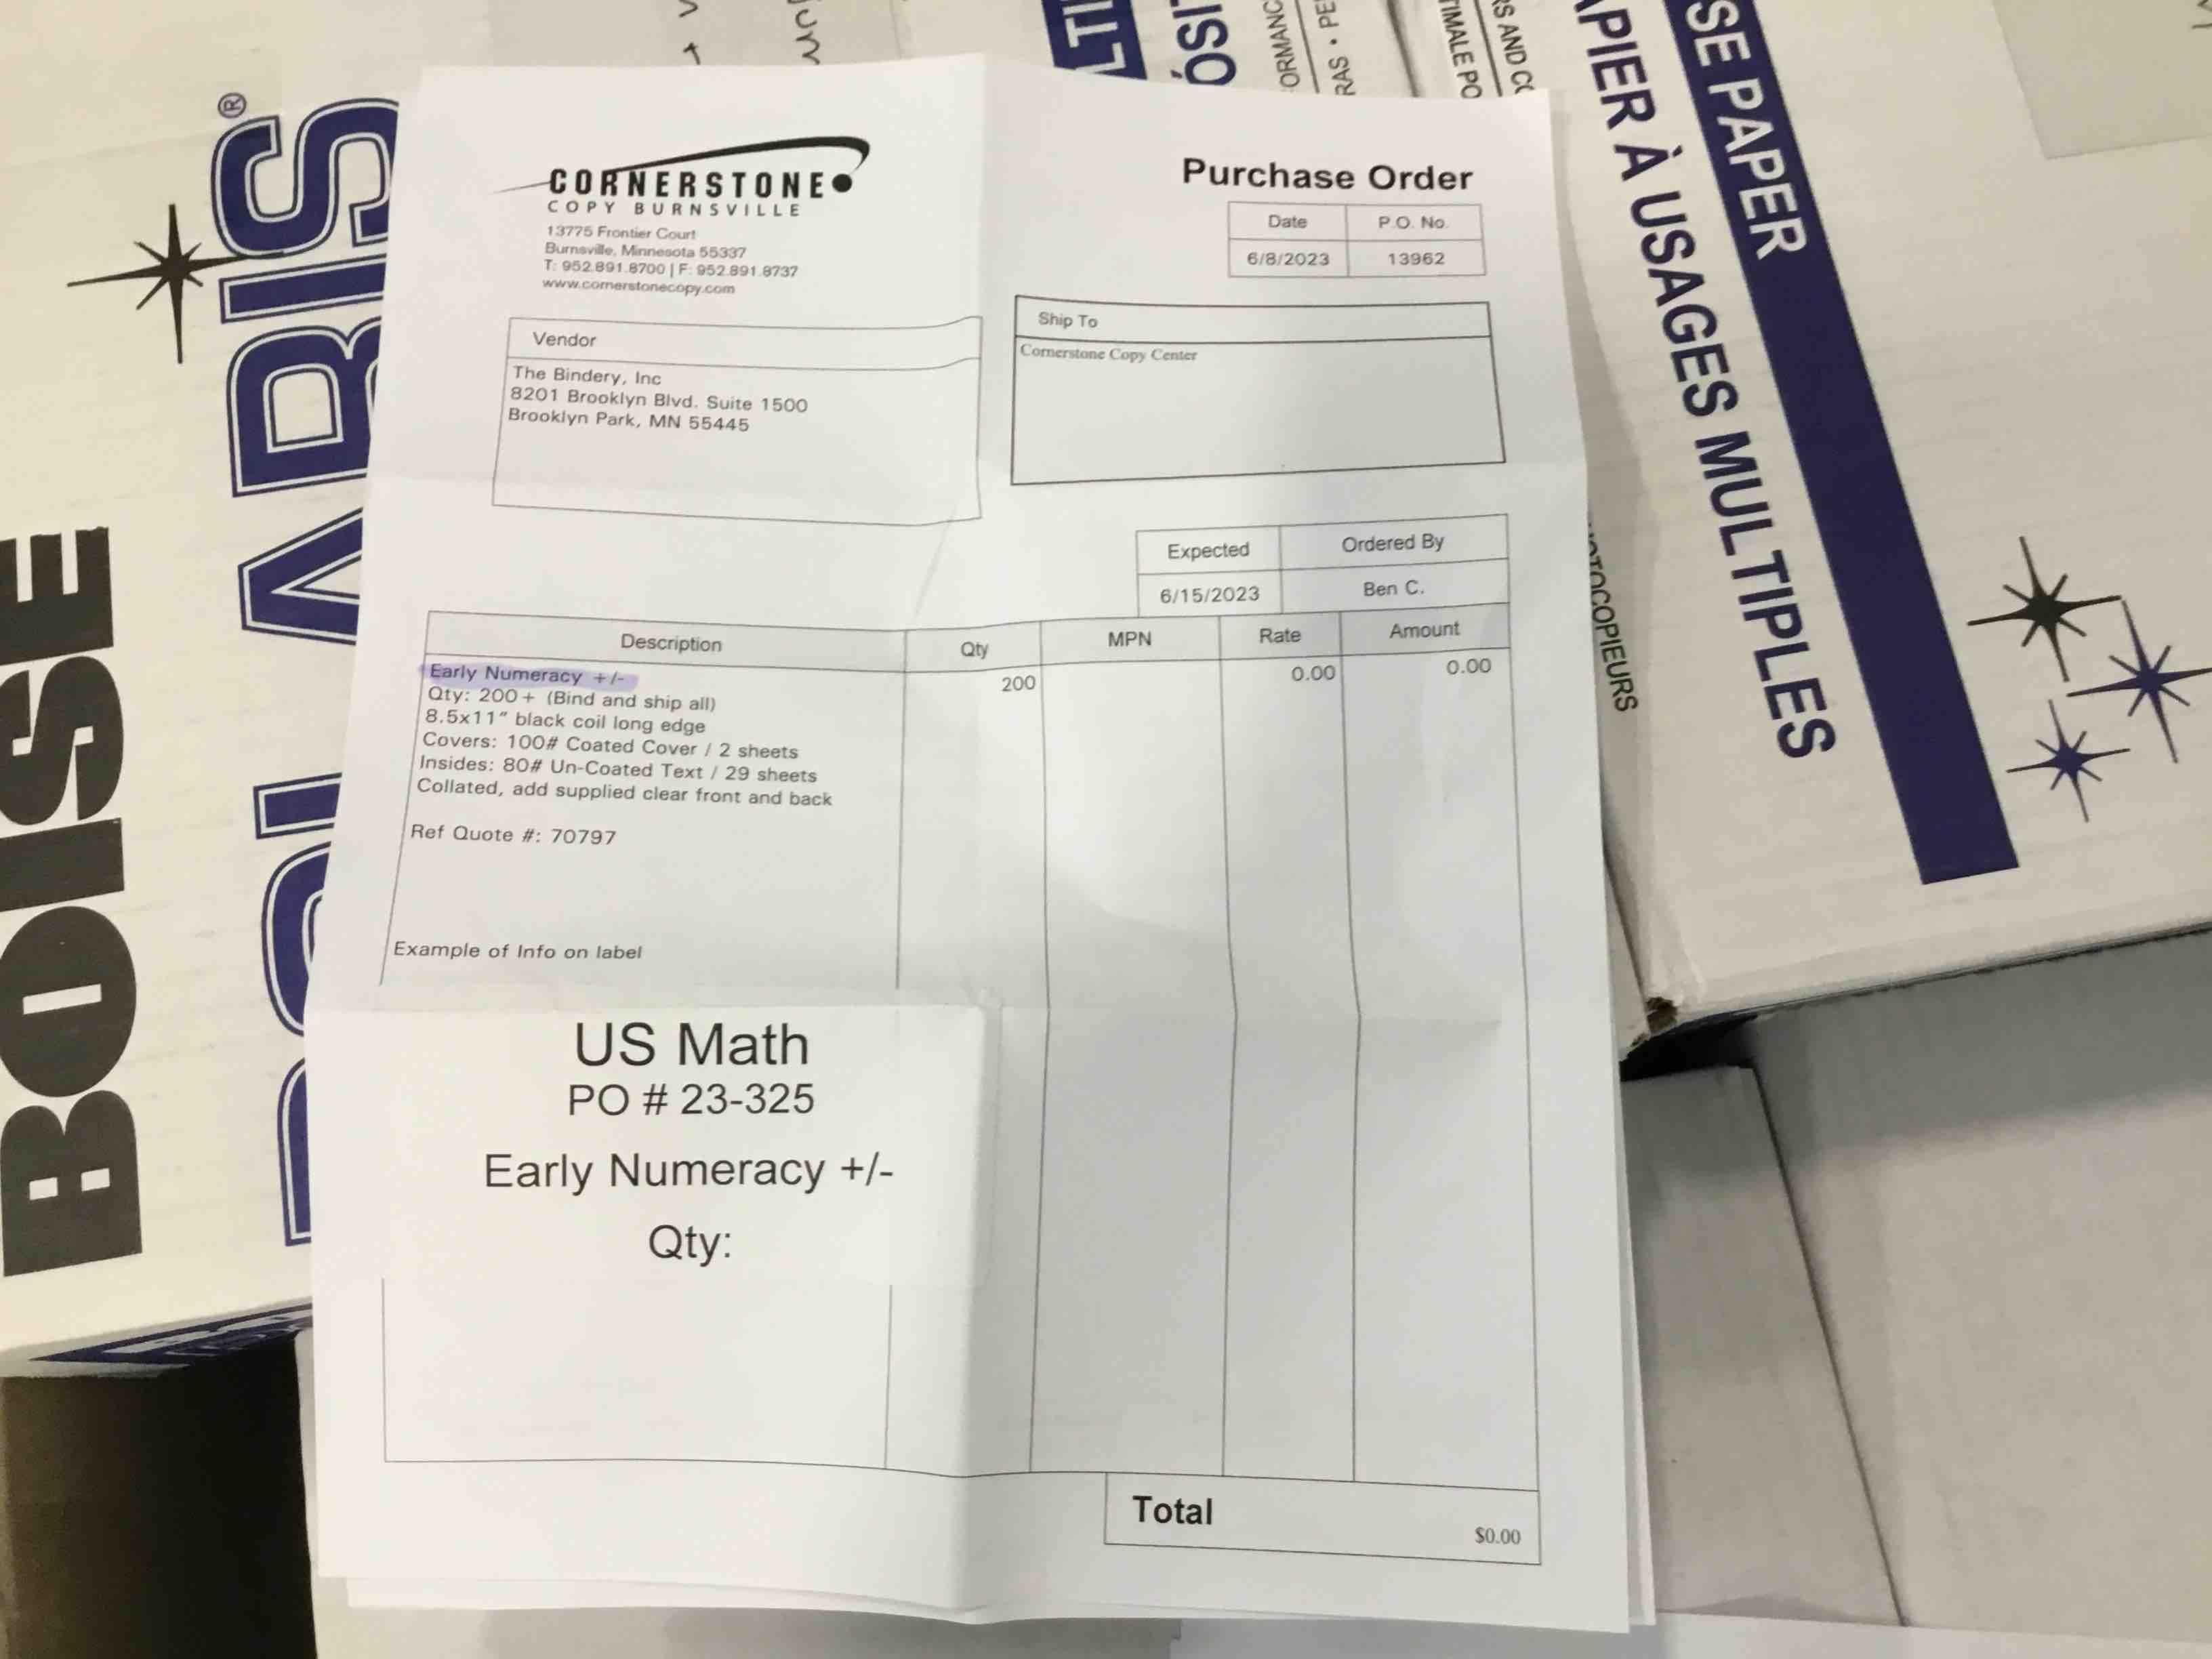 CORNERSTONE
COPY BURNSVILLE
13775 Frontier Court
Burnsville, Minnesota 55337
T: 952.891.8700 | F: 952.891.8737
www.cornerstonecopy.com
Purchase Order
Date
P.O. No.
6/8/2023
13962
Vendor
The Bindery, Inc
8201 Brooklyn Blvd. Suite 1500
Brooklyn Park, MN 55445
Ship To
Cornerstone Copy Center
Expected
Ordered By
6/15/2023
Ben C.
Description
Qty
MPN
Rate
Amount
Early Numeracy +/-
200
0.00
0.00
Qty: 200+ (Bind and ship all)
8.5x11" black coil long edge
Covers: 100# Coated Cover / 2 sheets
Insides: 80# Un-Coated Text / 29 sheets
Collated, add supplied clear front and back
Ref Quote #: 70797
Example of Info on label
US Math
PO # 23-325
Early Numeracy +/-
Qty:
Total
$0.00
BOISE
®
SE PAPER
APIER À USAGES MULTIPLES